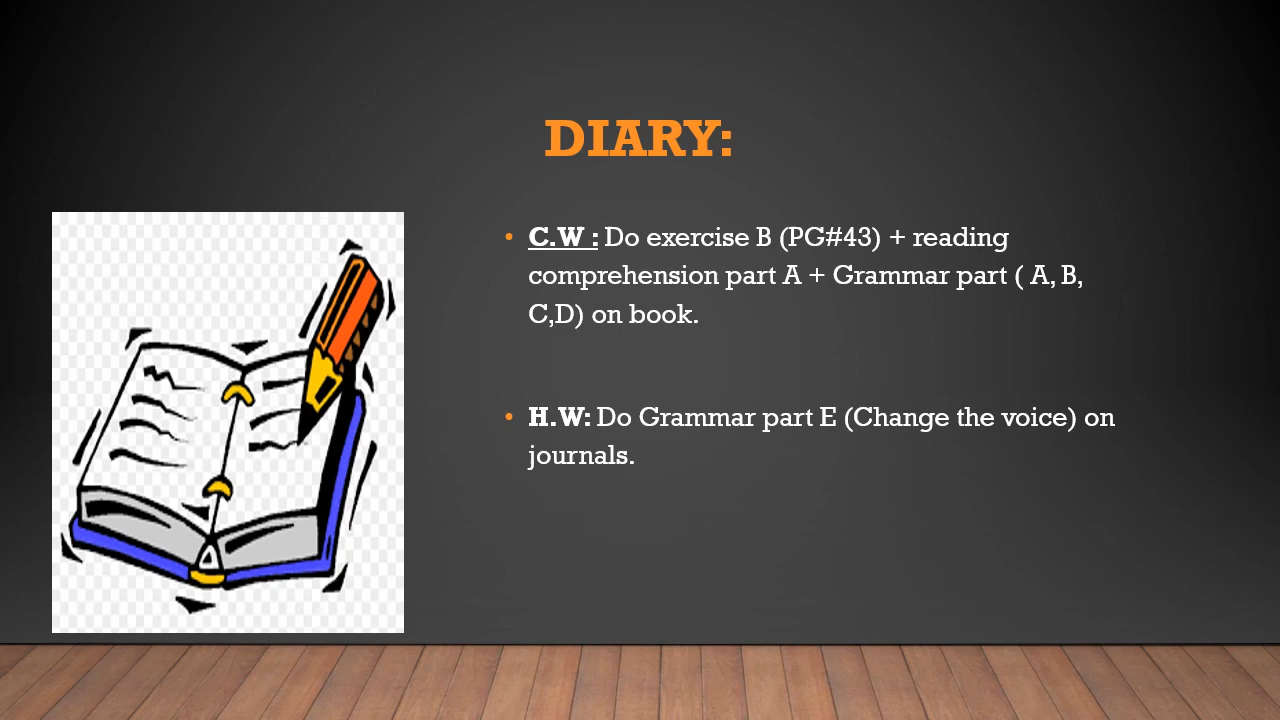 DIARY:
• C.W : Do exercise B (PG#43) + reading
comprehension part A + Grammar part ( A, B,
C,D) on book.
• H.W: Do Grammar part E (Change the voice) on
journals.